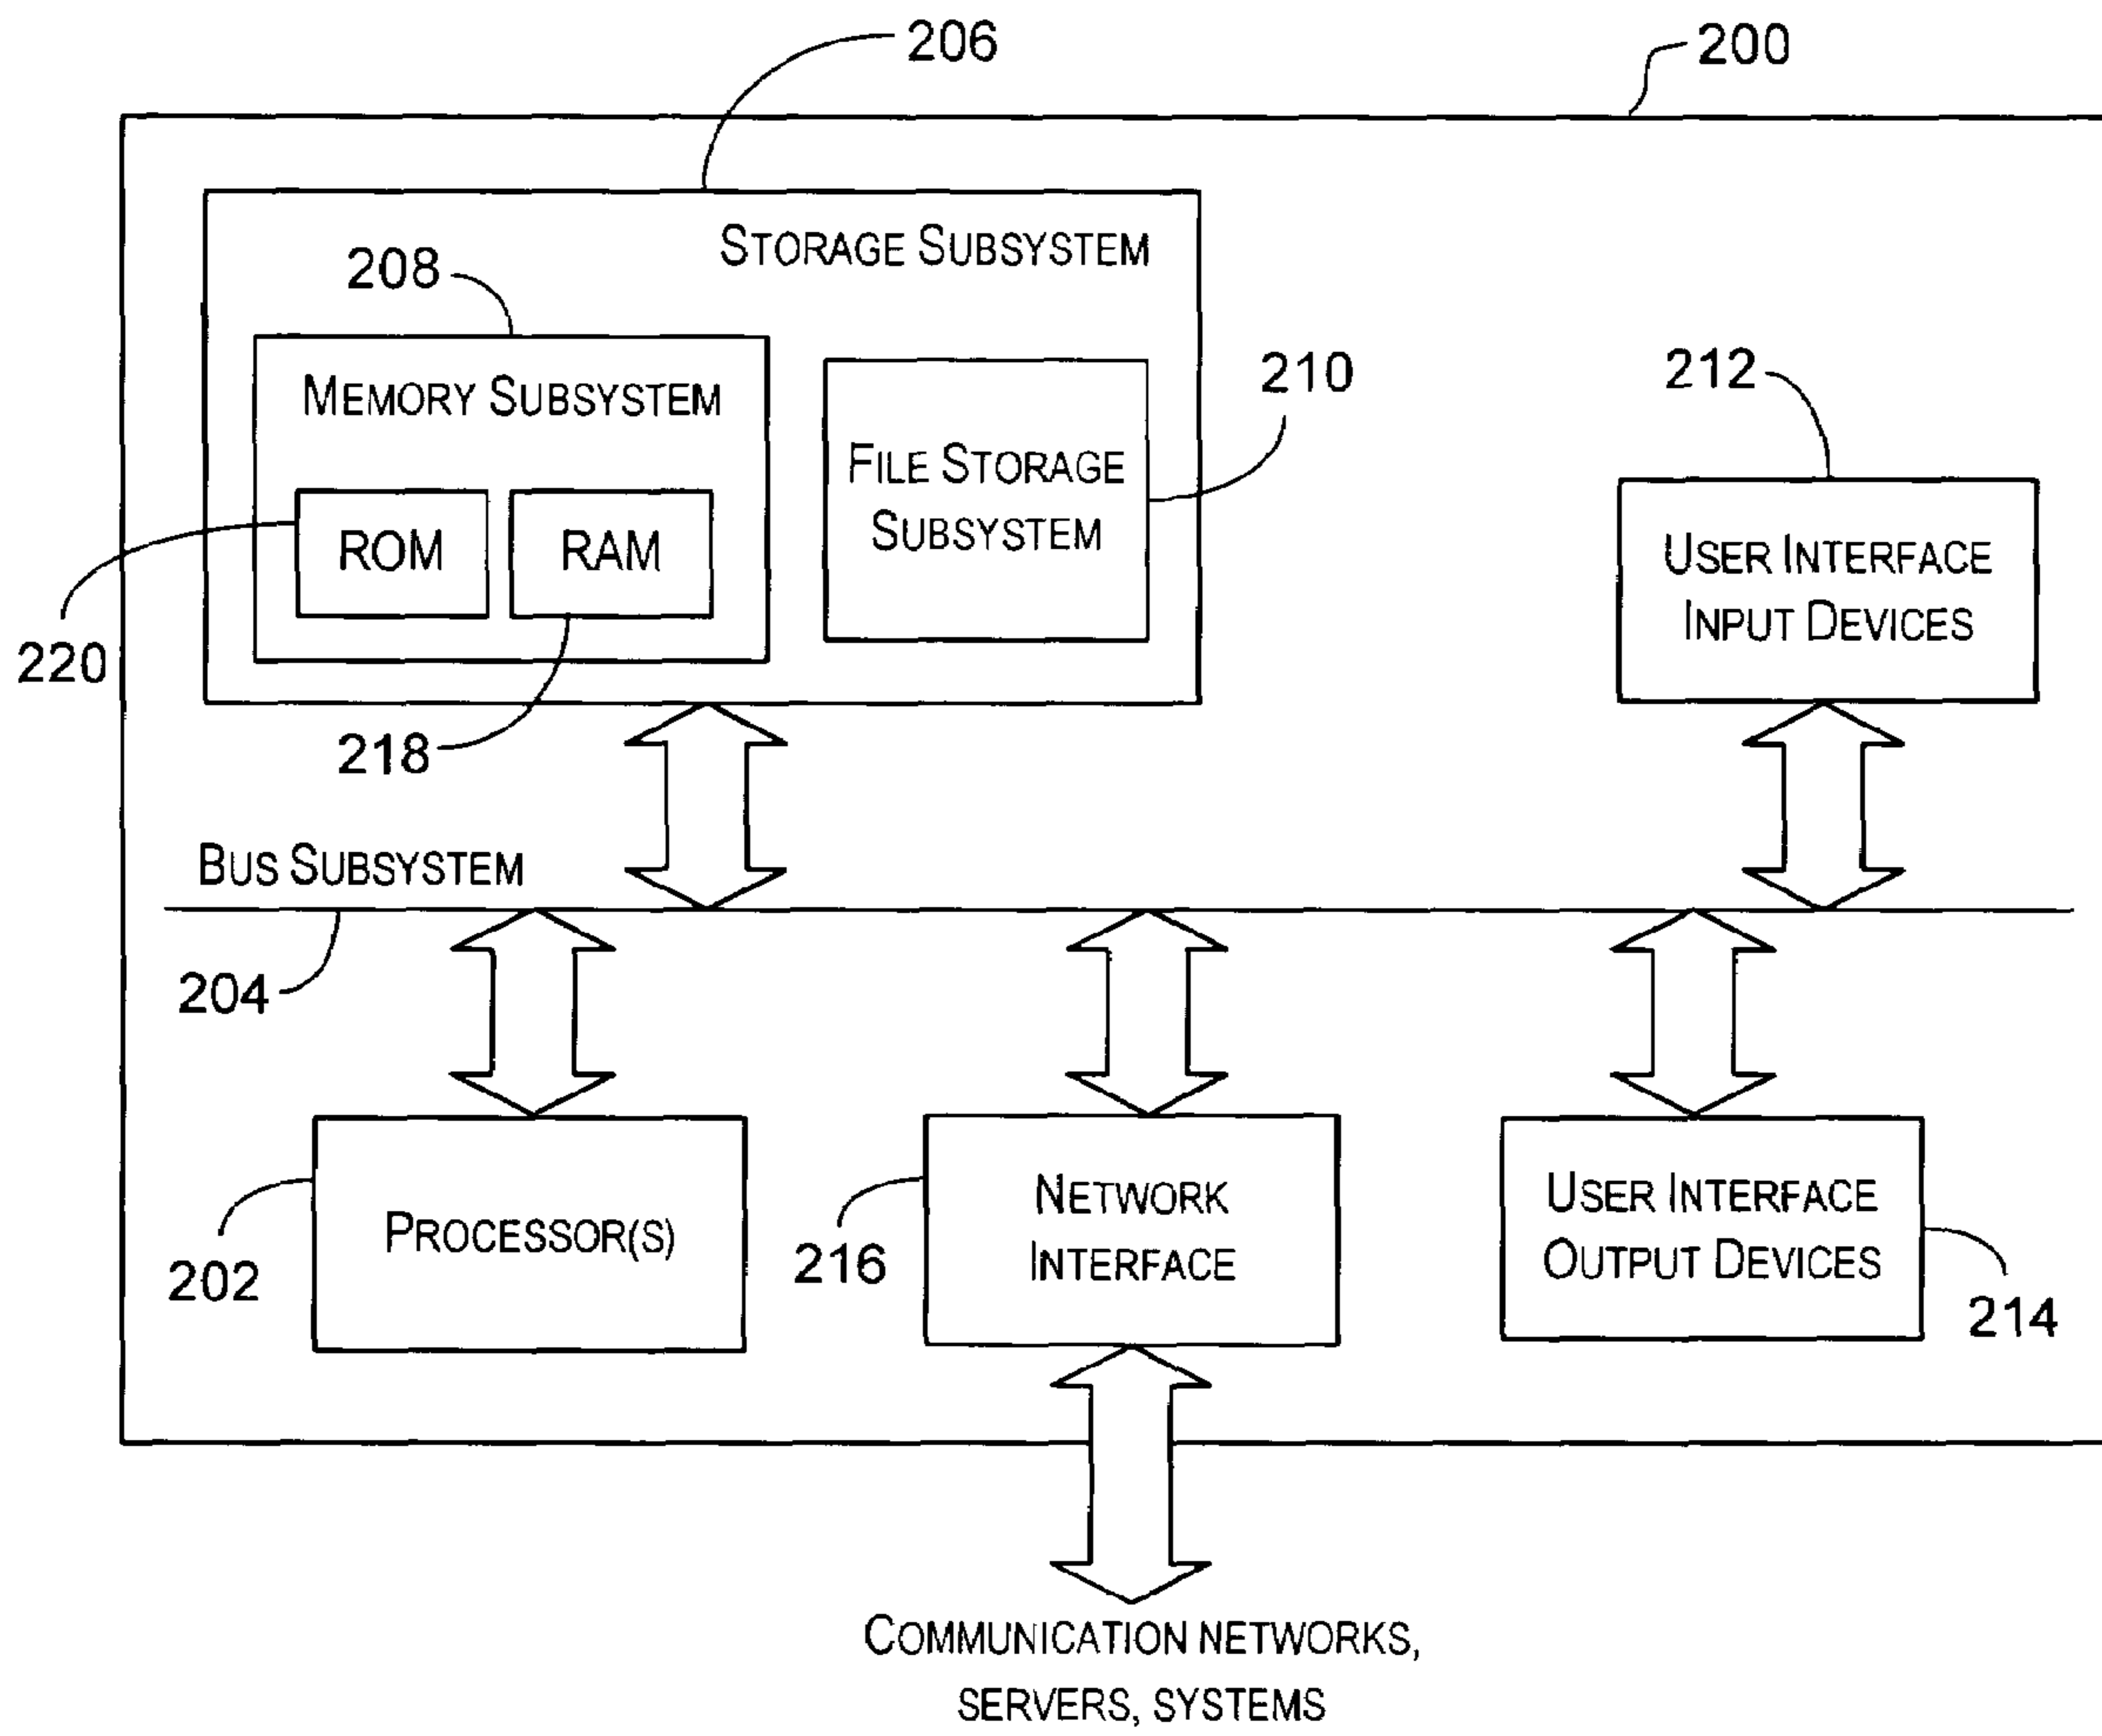 206
200
STORAGE SUBSYSTEM
208
MEMORY SUBSYSTEM
210
212
FILE STORAGE
SUBSYSTEM
ROM
RAM
USER INTERFACE
INPUT DEVICES
220
218
BUS SUBSYSTEM
204
PROCESSOR(S)
202
NETWORK
INTERFACE
216
USER INTERFACE
OUTPUT DEVICES
214
COMMUNICATION NETWORKS,
SERVERS, SYSTEMS